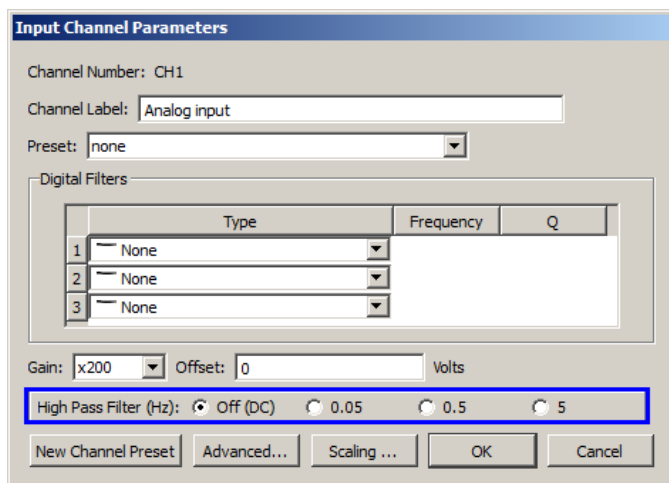 Input Channel Parameters
Channel Number: CH1
Channel Label: Analog input
Preset: none
Digital Filters
Type Frequency Q
1 None
2 None
3 None
Gain: x200 Offset: 0 Volts
High Pass Filter (Hz): Off (DC) 0.05 0.5 5
New Channel Preset Advanced... Scaling ... OK Cancel